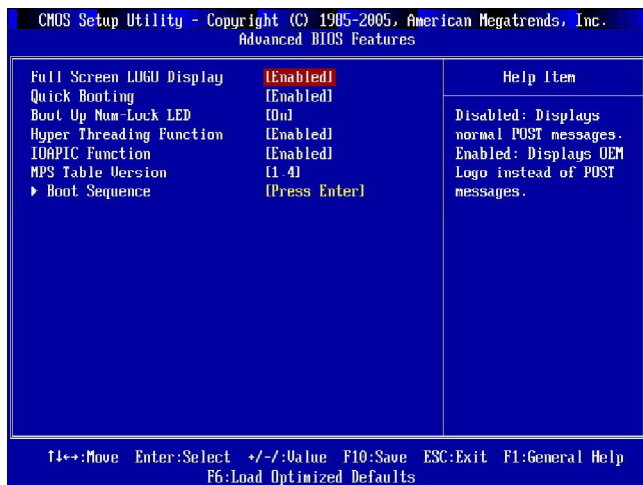 CMOS Setup Utility - Copyright (C) 1985-2005, American Megatrends, Inc.
Advanced BIOS Features
Full Screen LOGO Display [Enabled]
Quick Booting [Enabled]
Boot Up Num-Lock LED [On]
Hyper Threading Function [Enabled]
IOAPIC Function [Enabled]
MPS Table Version [1.4]
▶ Boot Sequence [Press Enter]
Help Item
Disabled: Displays
normal POST messages.
Enabled: Displays OEM
Logo instead of POST
messages.
↑↓←→:Move Enter:Select +/-/:Value F10:Save ESC:Exit F1:General Help
F6:Load Optimized Defaults